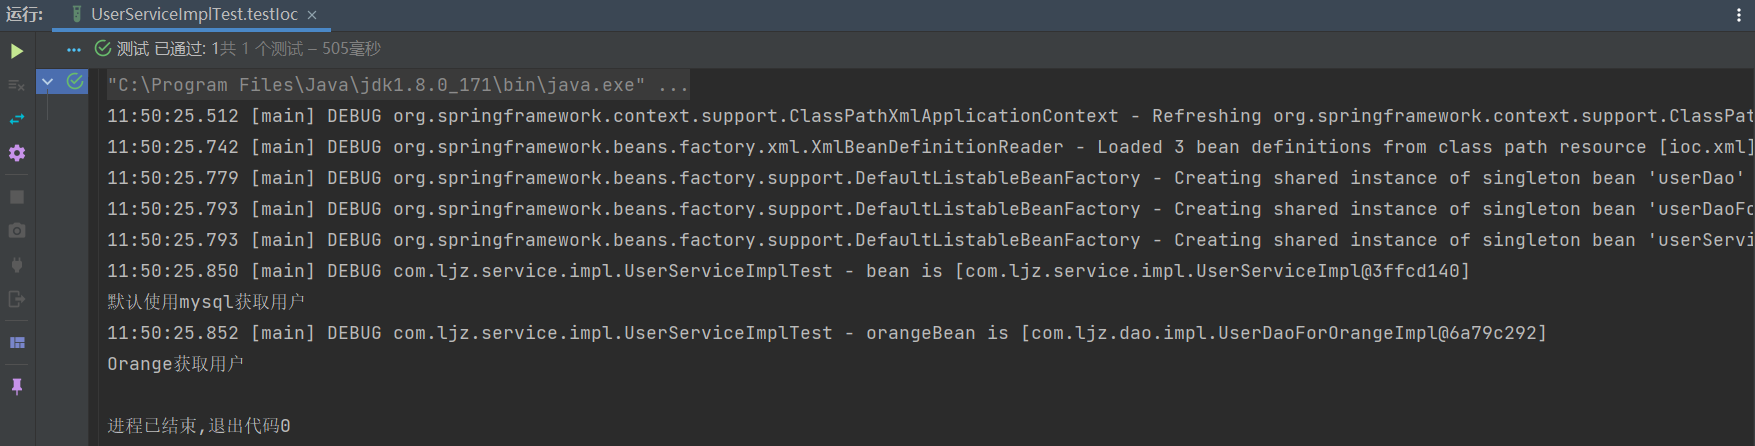 运行: UserServiceImplTest.testIoc
测试 已通过: 1共 1 个测试 – 505毫秒
"C:\Program Files\Java\jdk1.8.0_171\bin\java.exe" ...
11:50:25.512 [main] DEBUG org.springframework.context.support.ClassPathXmlApplicationContext - Refreshing org.springframework.context.support.ClassPat
11:50:25.742 [main] DEBUG org.springframework.beans.factory.xml.XmlBeanDefinitionReader - Loaded 3 bean definitions from class path resource [ioc.xml]
11:50:25.779 [main] DEBUG org.springframework.beans.factory.support.DefaultListableBeanFactory - Creating shared instance of singleton bean 'userDao'
11:50:25.793 [main] DEBUG org.springframework.beans.factory.support.DefaultListableBeanFactory - Creating shared instance of singleton bean 'userDaoFo
11:50:25.793 [main] DEBUG org.springframework.beans.factory.support.DefaultListableBeanFactory - Creating shared instance of singleton bean 'userServi
11:50:25.850 [main] DEBUG com.ljz.service.impl.UserServiceImplTest - bean is [com.ljz.service.impl.UserServiceImpl@3ffcd140]
默认使用mysql获取用户
11:50:25.852 [main] DEBUG com.ljz.service.impl.UserServiceImplTest - orangeBean is [com.ljz.dao.impl.UserDaoForOrangeImpl@6a79c292]
Orange获取用户
进程已结束,退出代码0